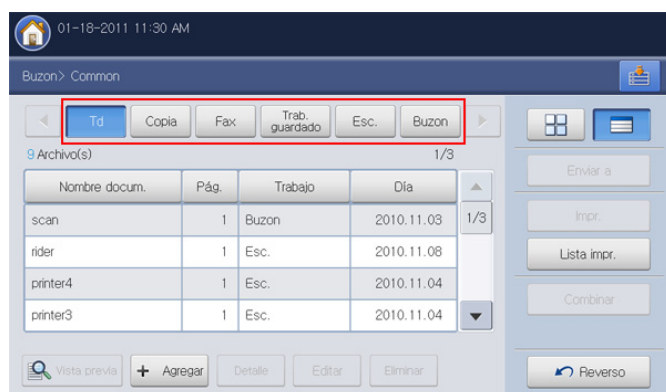 01-18-2011 11:30 AM
Buzon> Common
Td Copia Fax Trab. guardado Esc. Buzon
9 Archivo(s) 1/3
Nombre docum. Pág. Trabajo Día
scan 1 Buzon 2010.11.03 1/3
rider 1 Esc. 2010.11.08
printer4 1 Esc. 2010.11.04
printer3 1 Esc. 2010.11.04
Vista previa + Agregar Detalle Editar Eliminar
Enviar a
Impr.
Lista impr.
Combinar
Reverso